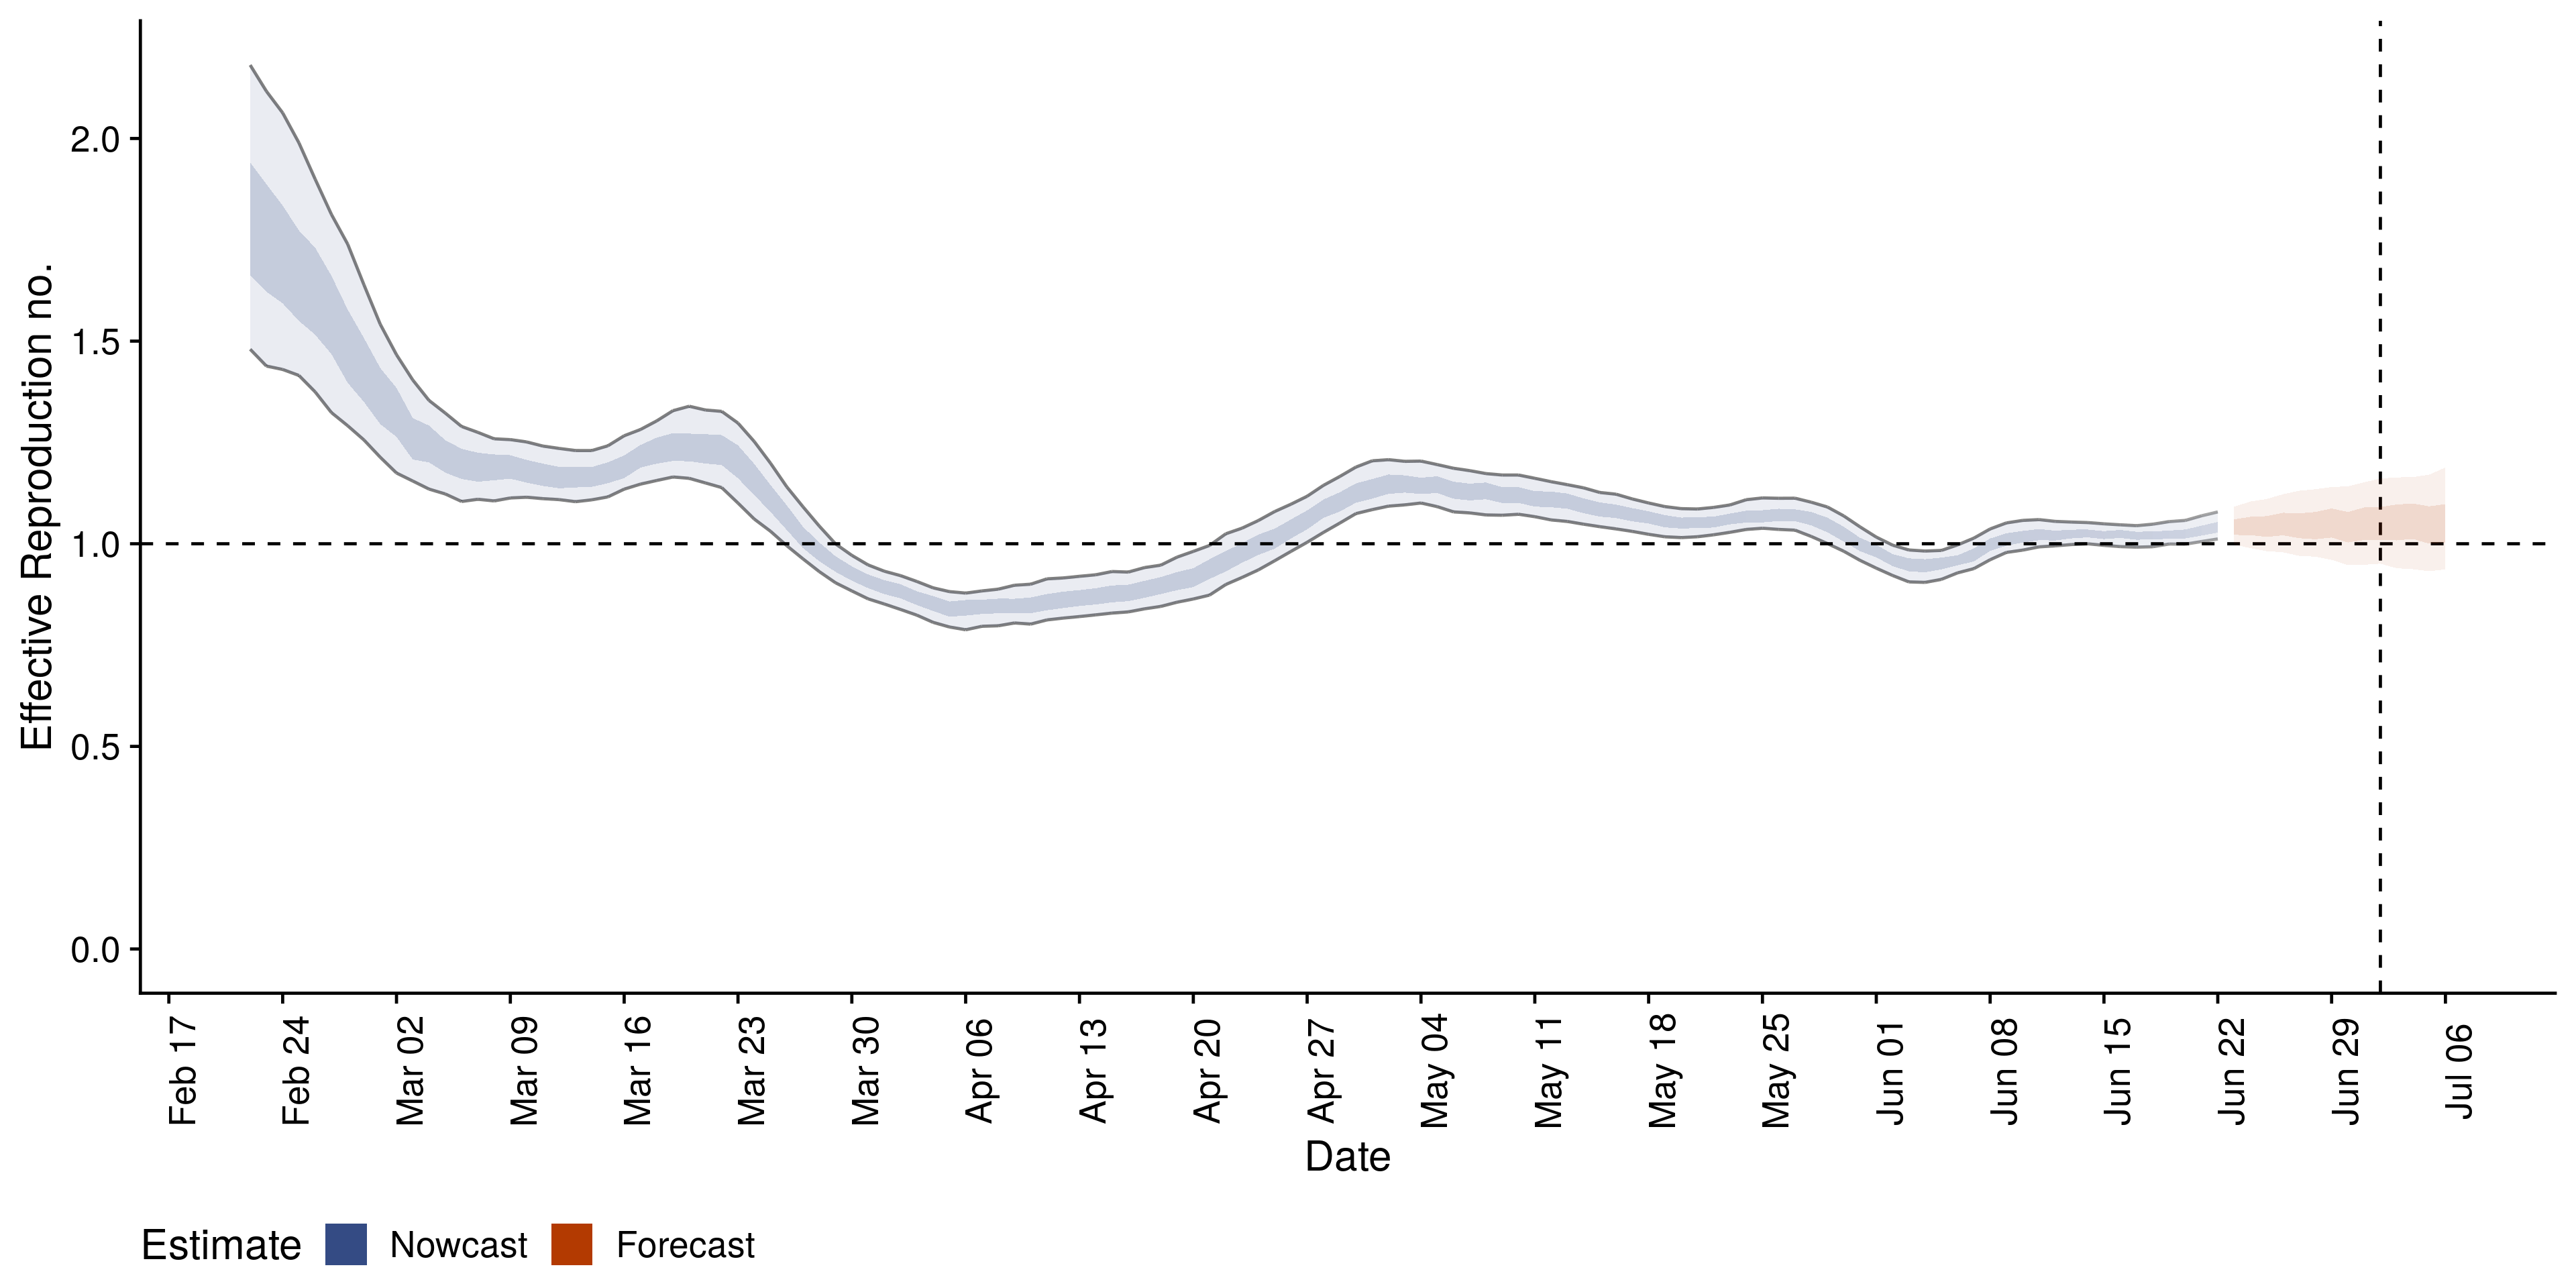 Effective Reproduction no.
2.0
1.5
1.0
0.5
0.0
Feb 17
Feb 24
Mar 02
Mar 09
Mar 16
Mar 23
Mar 30
Apr 06
Apr 13
Apr 20
Apr 27
May 04
May 11
May 18
May 25
Jun 01
Jun 08
Jun 15
Jun 22
Jun 29
Jul 06
Date
Estimate Nowcast Forecast